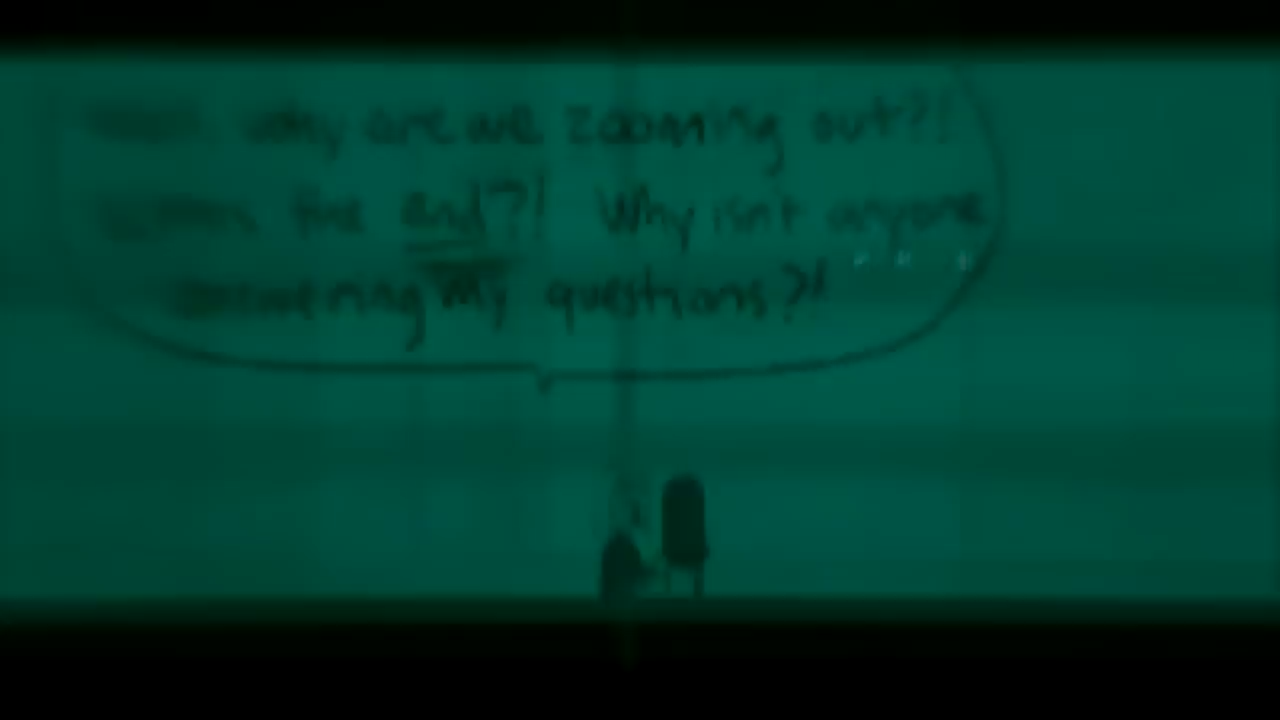 why are we zooming out?!
the end?! Why isn't anyone
answering my questions?!